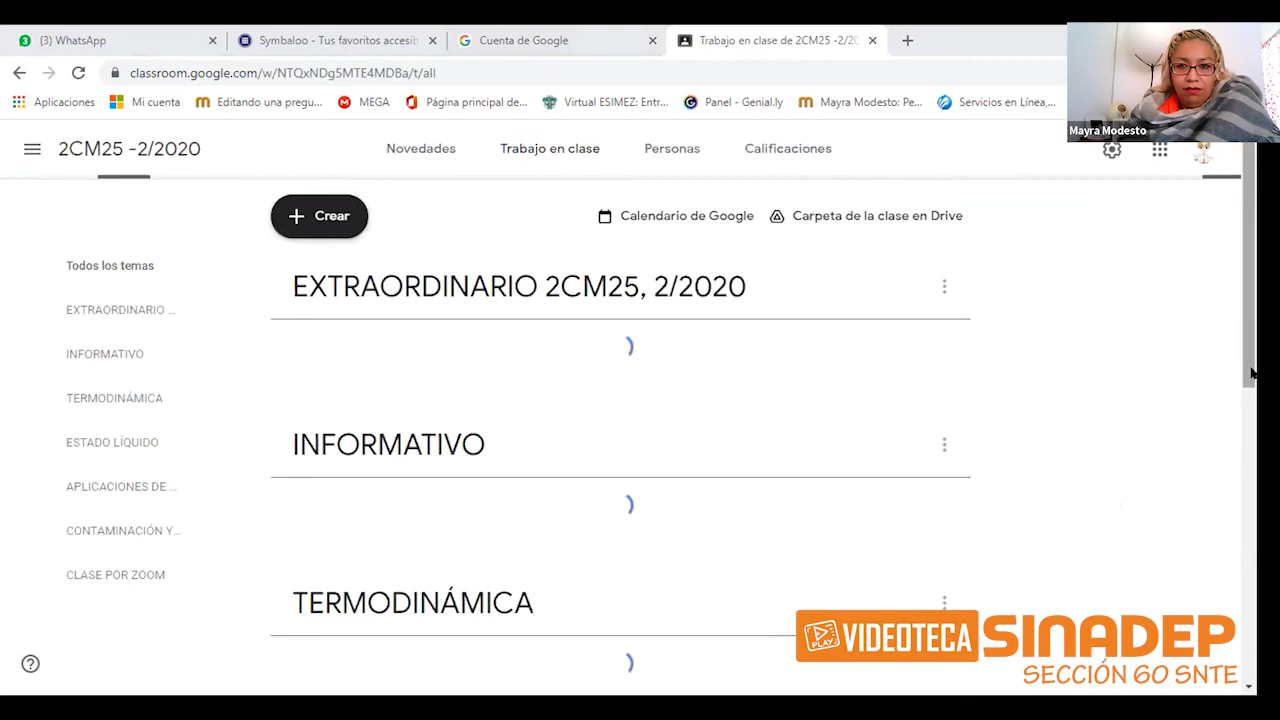 (3) WhatsApp
Symbaloo - Tus favoritos accesib
Cuenta de Google
Trabajo en clase de 2CM25 -2/20
classroom.google.com/w/NTQxNDg5MTE4MDBa/t/all
Aplicaciones
Mi cuenta
Editando una pregu...
MEGA
Página principal de...
Virtual ESIMEZ: Entr...
Panel - Genial.ly
Mayra Modesto: Pe...
Servicios en Línea,...
Mayra Modesto
2CM25 -2/2020
Novedades
Trabajo en clase
Personas
Calificaciones
Crear
Calendario de Google
Carpeta de la clase en Drive
Todos los temas
EXTRAORDINARIO ...
INFORMATIVO
TERMODINÁMICA
ESTADO LÍQUIDO
APLICACIONES DE ...
CONTAMINACIÓN Y...
CLASE POR ZOOM
EXTRAORDINARIO 2CM25, 2/2020
INFORMATIVO
TERMODINÁMICA
PLAY
VIDEOTECA
SINADEP
SECCIÓN 60 SNTE